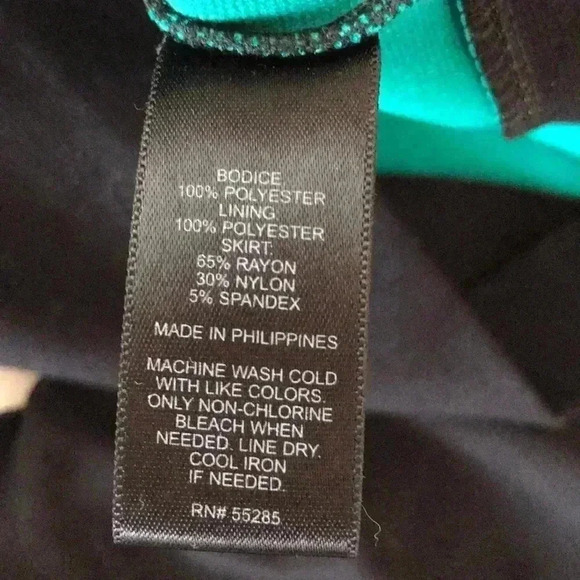 BODICE
100% POLYESTER
LINING
100% POLYESTER
SKIRT:
65% RAYON
30% NYLON
5% SPANDEX
MADE IN PHILIPPINES
MACHINE WASH COLD
WITH LIKE COLORS.
ONLY NON-CHLORINE
BLEACH WHEN
NEEDED. LINE DRY.
COOL IRON
IF NEEDED.
RN# 55285